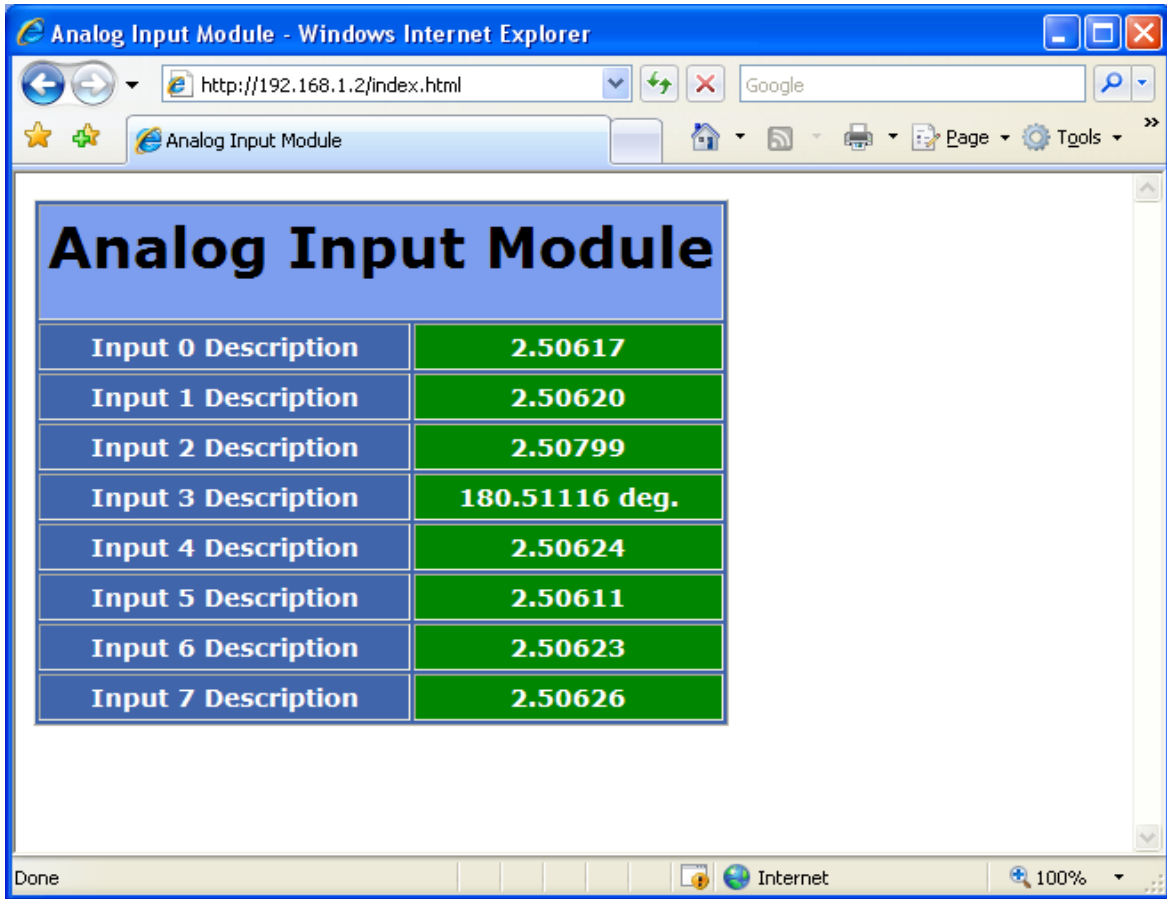 Analog Input Module - Windows Internet Explorer
http://192.168.1.2/index.html
Google
Analog Input Module
Page
Tools
Analog Input Module
Input 0 Description 2.50617
Input 1 Description 2.50620
Input 2 Description 2.50799
Input 3 Description 180.51116 deg.
Input 4 Description 2.50624
Input 5 Description 2.50611
Input 6 Description 2.50623
Input 7 Description 2.50626
Done
Internet
100%